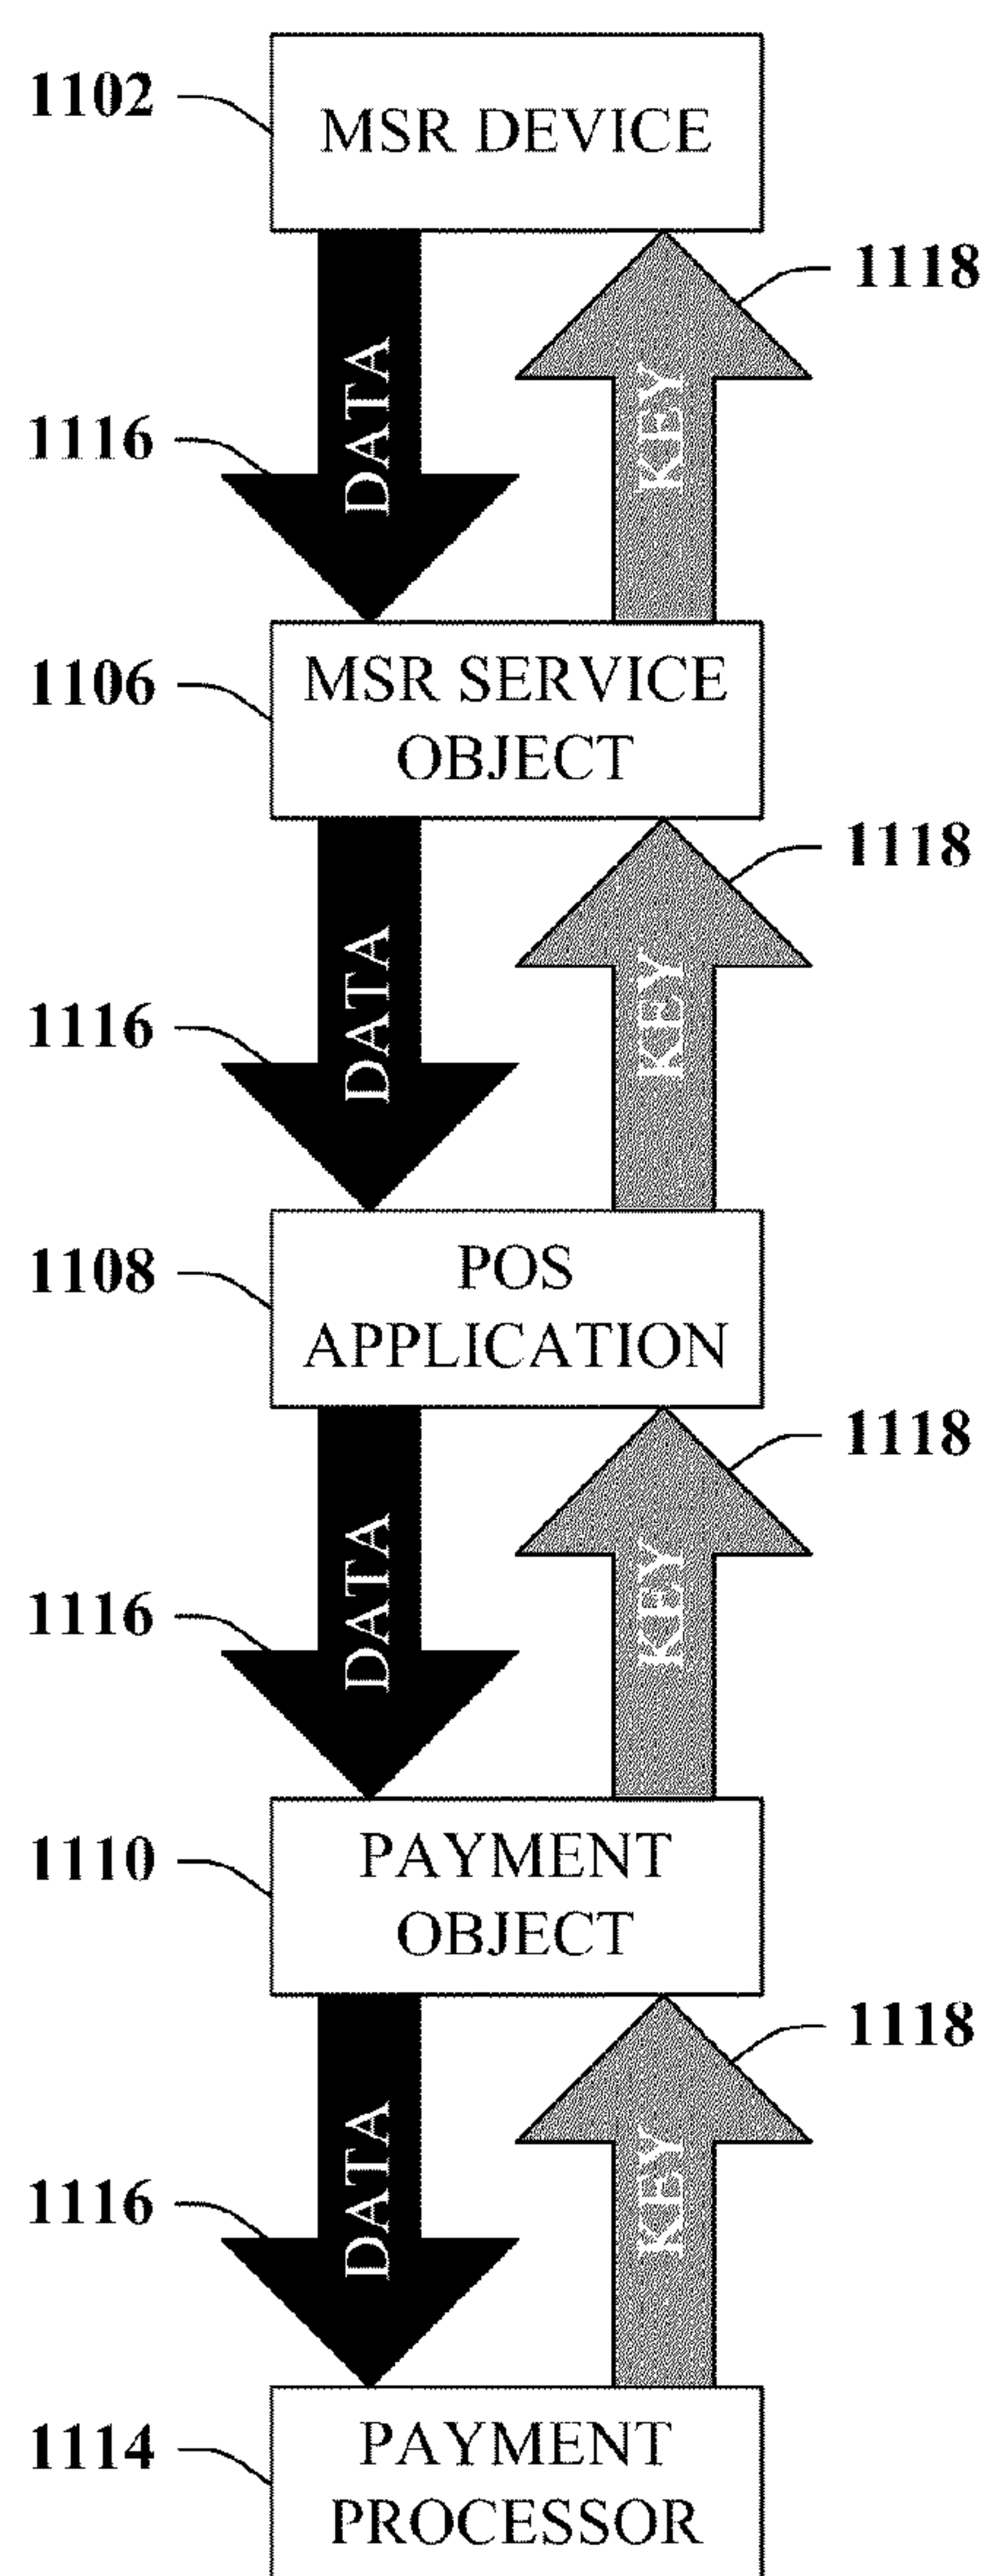 1102
MSR DEVICE
1118
DATA
KEY
1116
1106
MSR SERVICE
OBJECT
1118
DATA
KEY
1116
1108
POS
APPLICATION
1118
DATA
KEY
1116
1110
PAYMENT
OBJECT
1118
DATA
KEY
1116
1114
PAYMENT
PROCESSOR